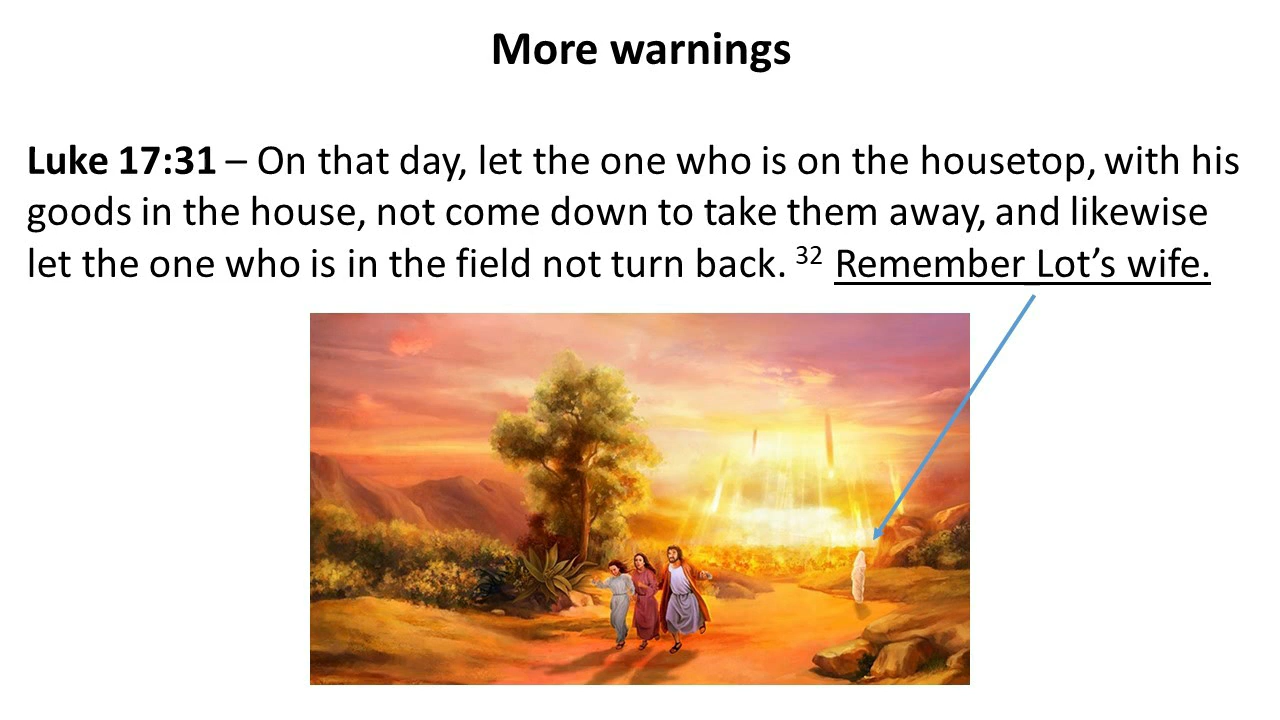 More warnings
Luke 17:31 – On that day, let the one who is on the housetop, with his
goods in the house, not come down to take them away, and likewise
let the one who is in the field not turn back. 32 Remember Lot’s wife.